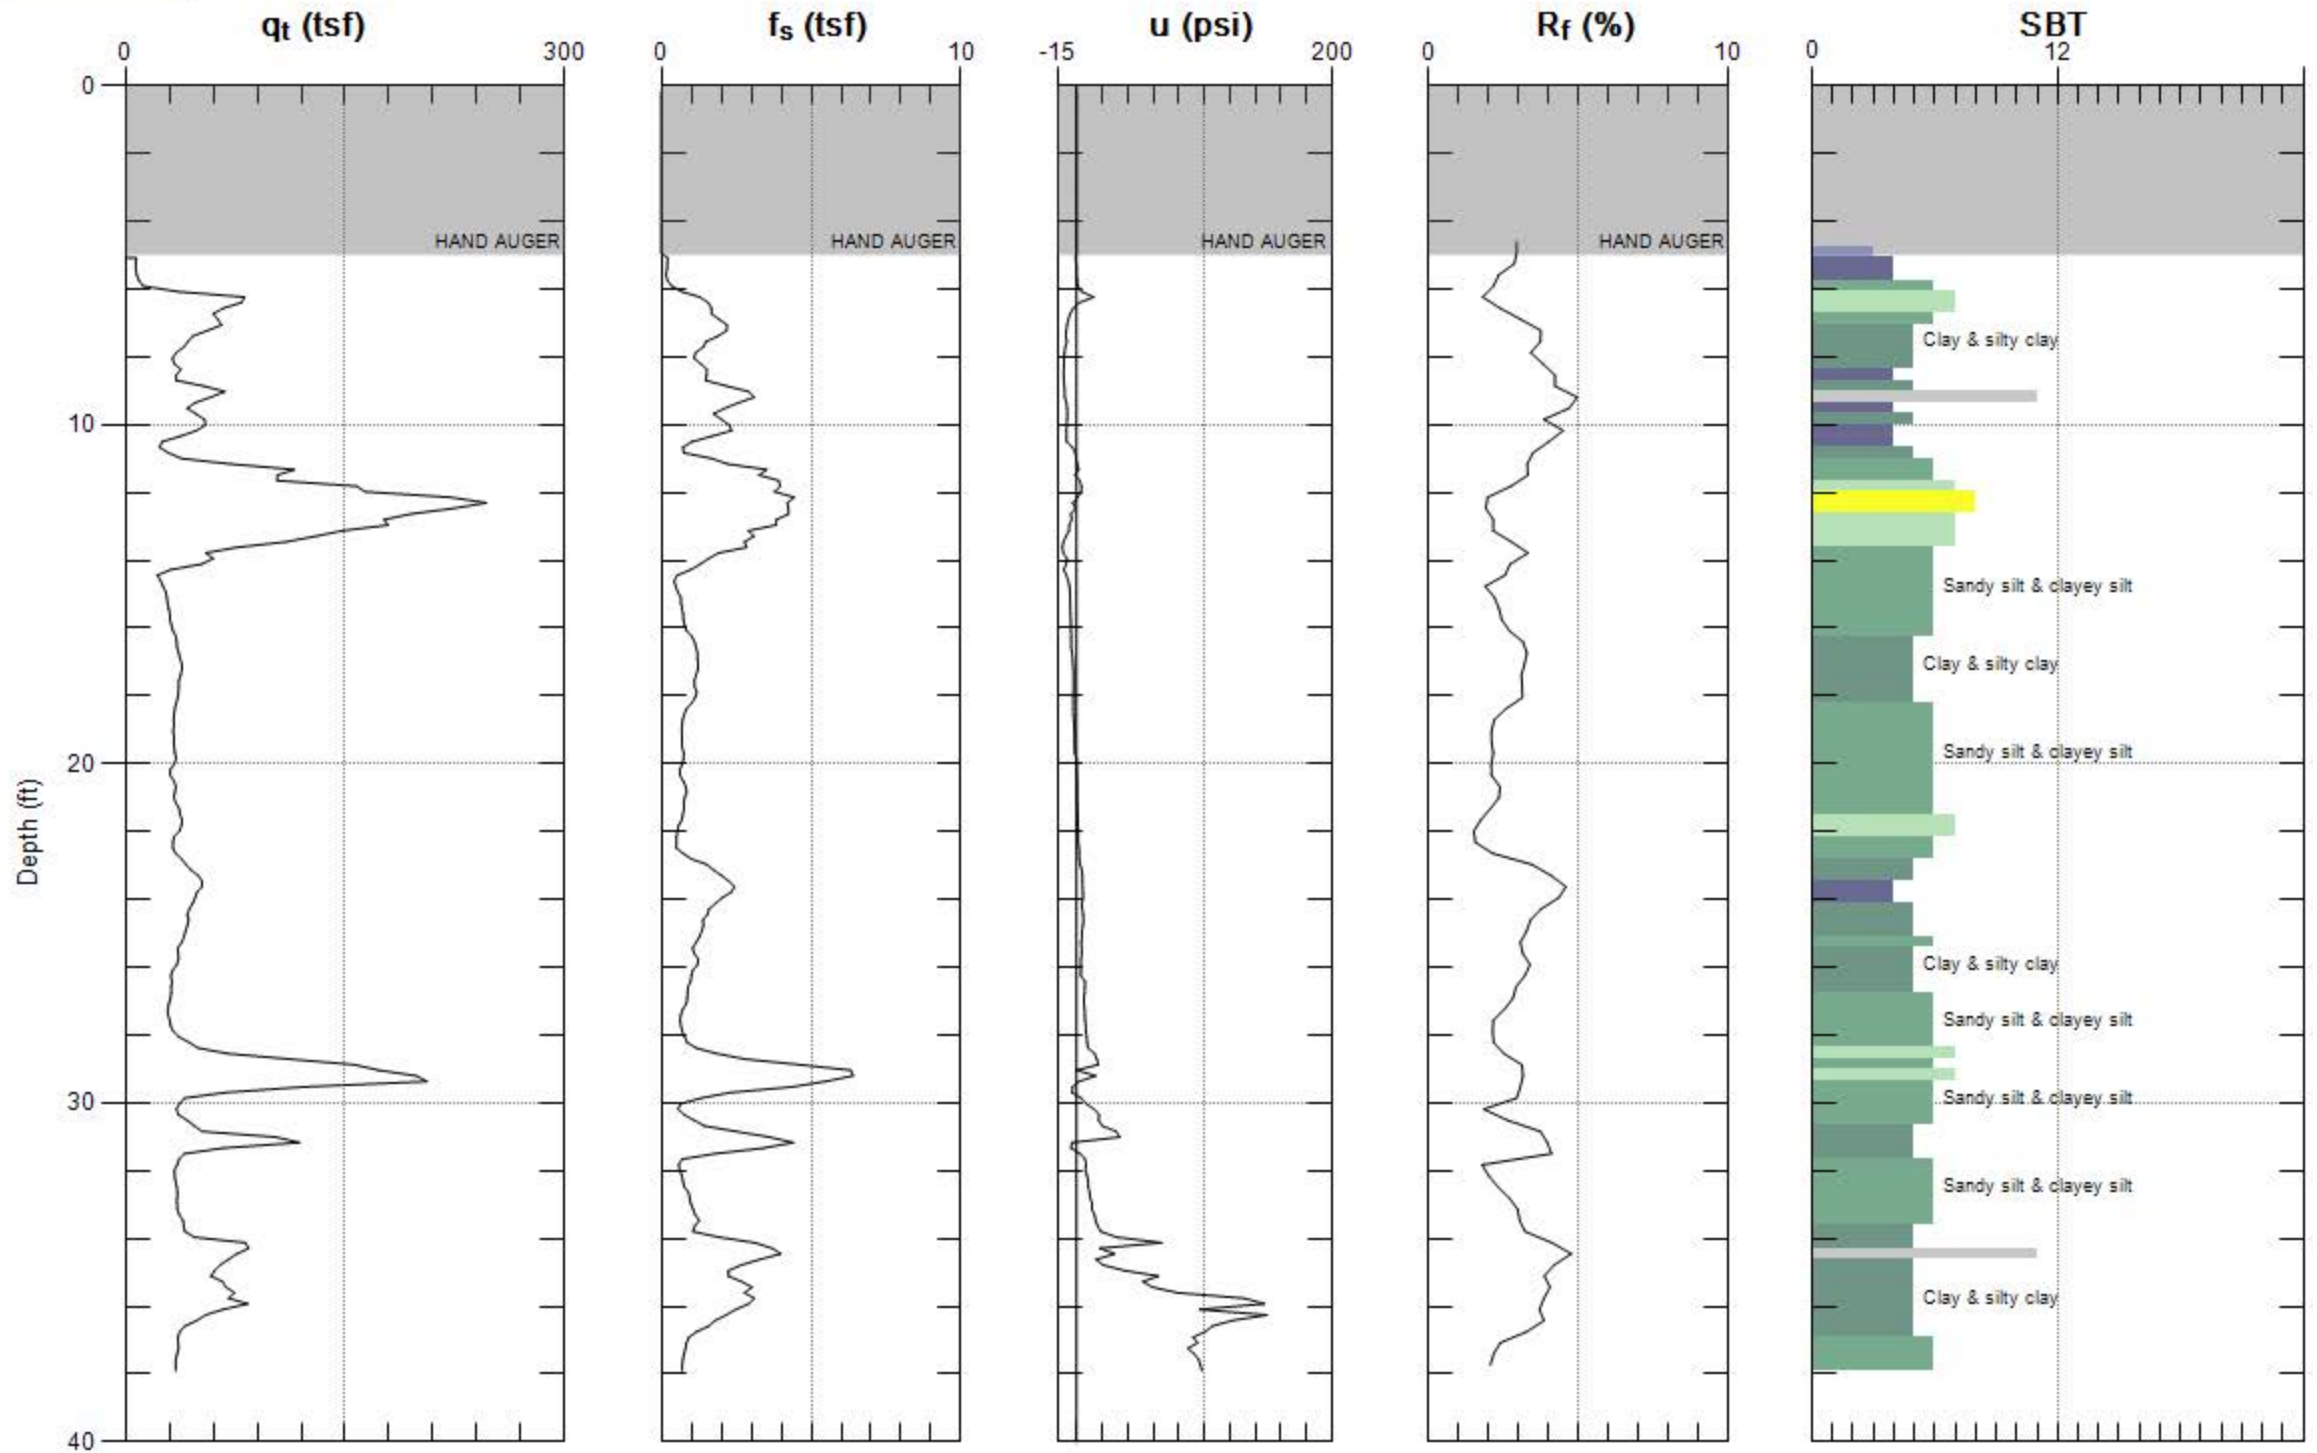 qt (tsf)
fs (tsf)
u (psi)
Rf (%)
SBT
0
300
0
10
-15
200
0
10
0
12
0
HAND AUGER
HAND AUGER
HAND AUGER
HAND AUGER
Clay & silty clay
10
Sandy silt & clayey silt
Clay & silty clay
Sandy silt & clayey silt
20
Depth (ft)
Clay & silty clay
Sandy silt & clayey silt
Sandy silt & clayey silt
30
Sandy silt & clayey silt
Clay & silty clay
40